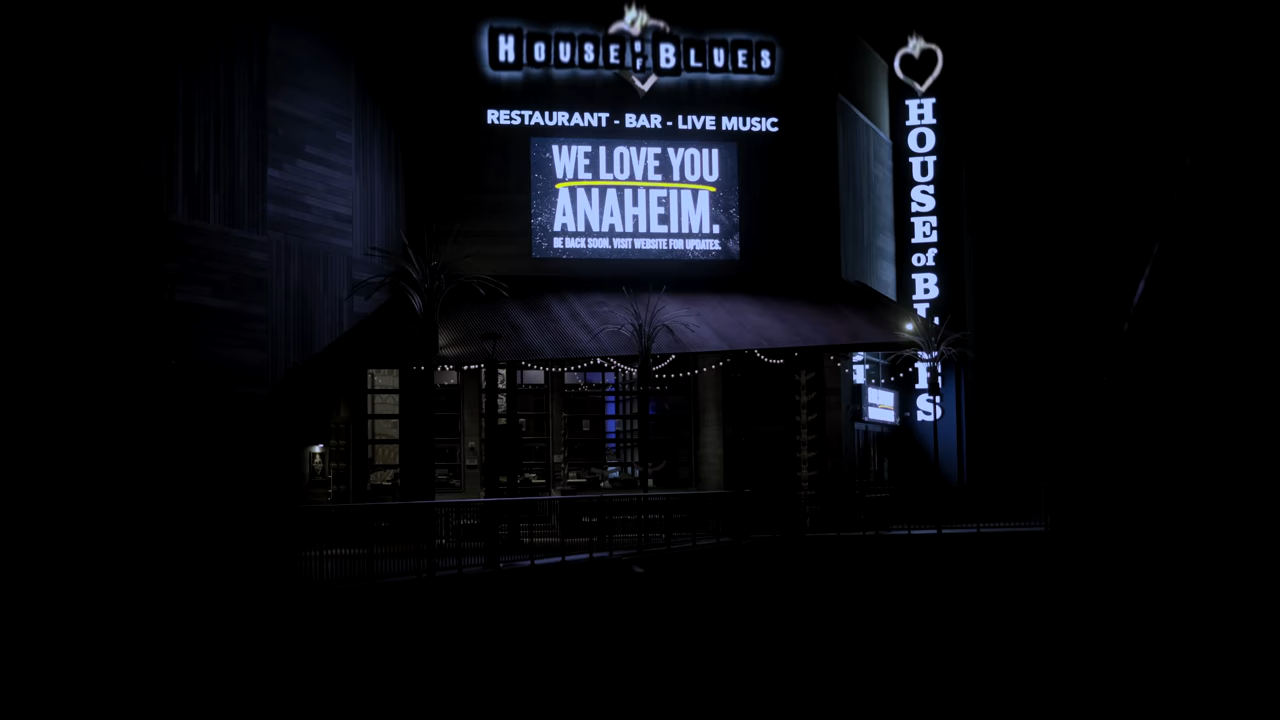 HOUSE OF BLUES
RESTAURANT - BAR - LIVE MUSIC
WE LOVE YOU
ANAHEIM.
BE BACK SOON. VISIT WEBSITE FOR UPDATES.
HOUSE of BLUES